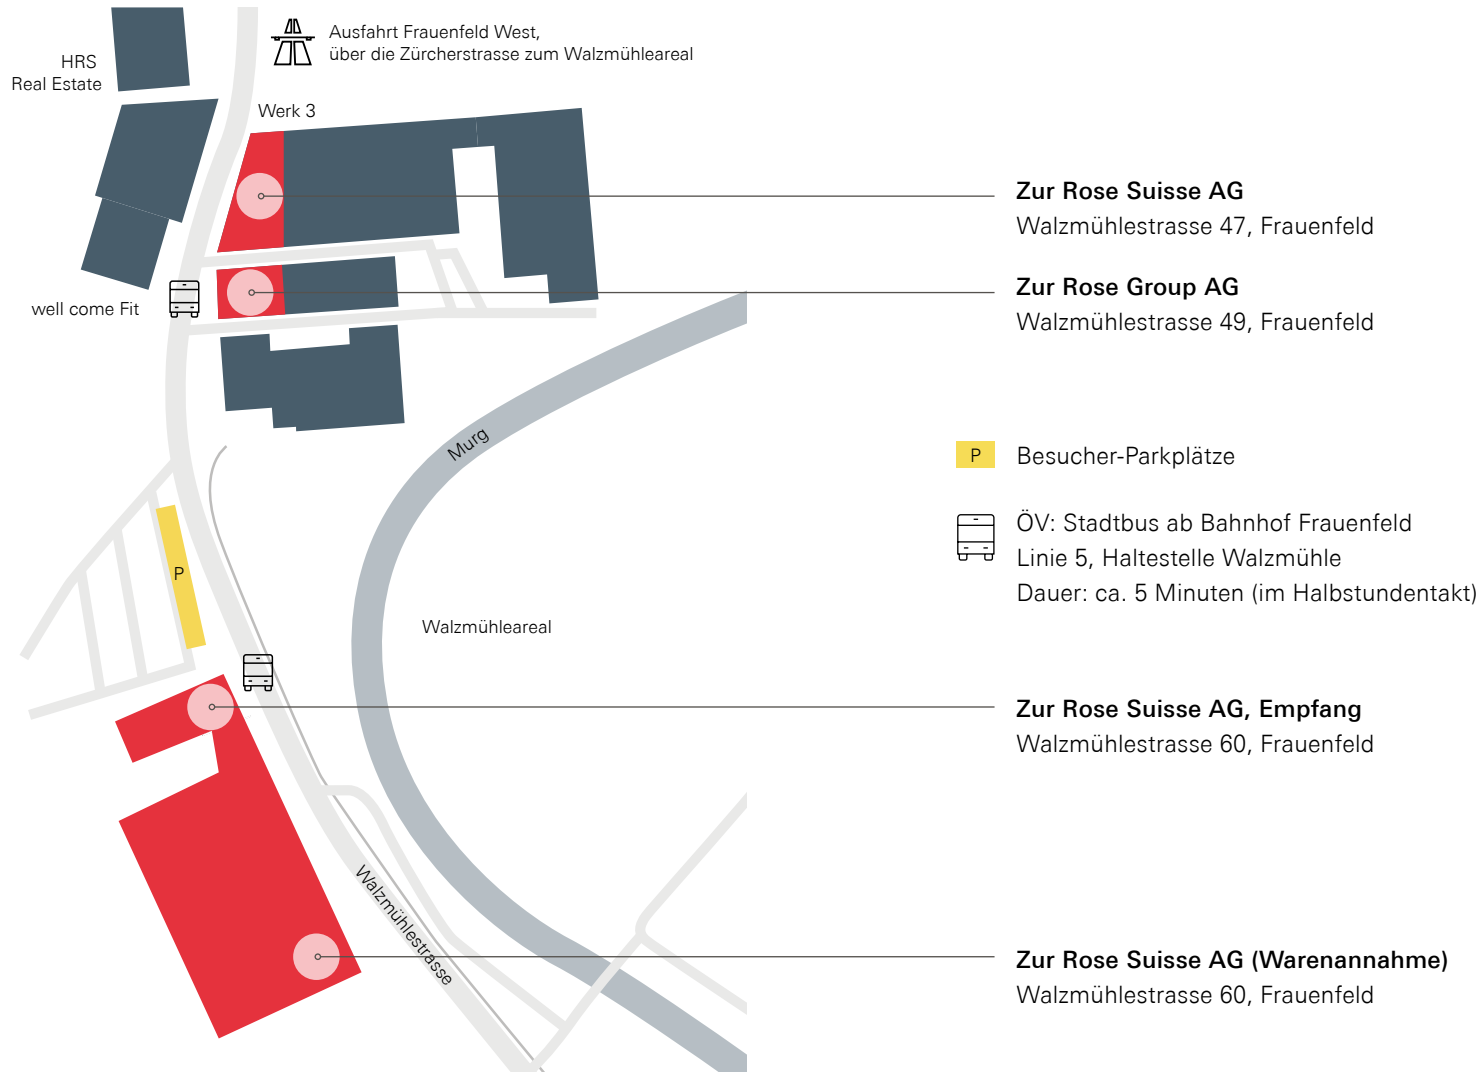 Ausfahrt Frauenfeld West,
über die Zürcherstrasse zum Walzmühleareal
HRS
Real Estate
Werk 3
well come Fit
Zur Rose Suisse AG
Walzmühlestrasse 47, Frauenfeld
Zur Rose Group AG
Walzmühlestrasse 49, Frauenfeld
Murg
P
Besucher-Parkplätze
ÖV: Stadtbus ab Bahnhof Frauenfeld
Linie 5, Haltestelle Walzmühle
Dauer: ca. 5 Minuten (im Halbstundentakt)
P
Walzmühleareal
Zur Rose Suisse AG, Empfang
Walzmühlestrasse 60, Frauenfeld
Walzmühlestrasse
Zur Rose Suisse AG (Warenannahme)
Walzmühlestrasse 60, Frauenfeld